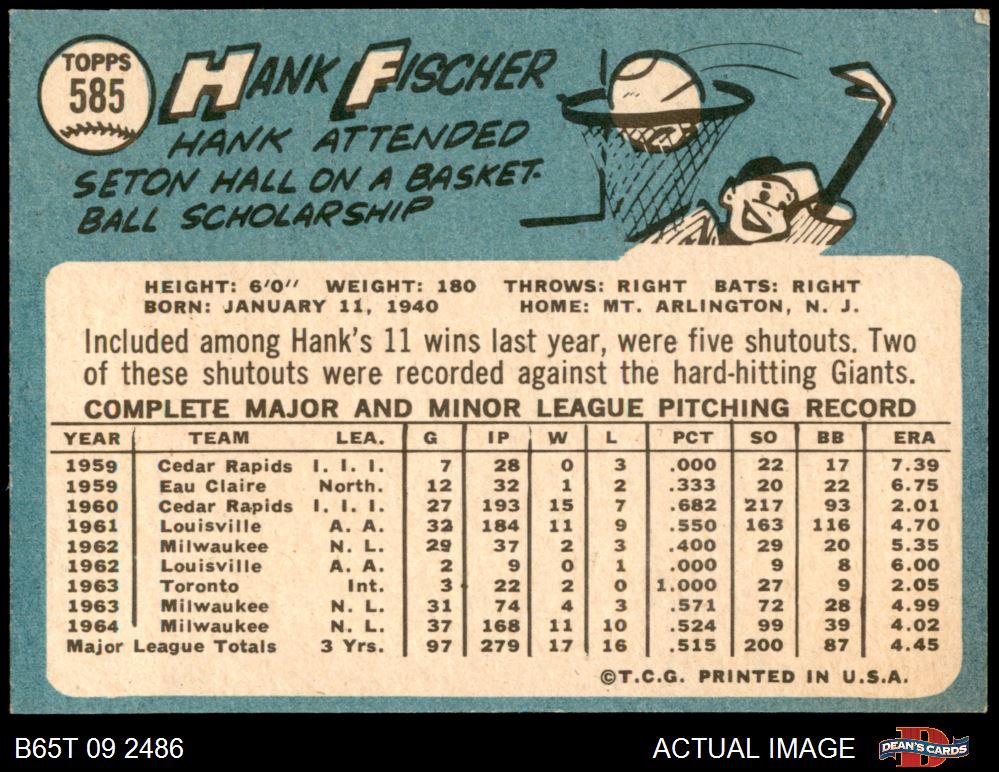 TOPPS
585
HANK FISCHER
HANK ATTENDED
SETON HALL ON A BASKET-
BALL SCHOLARSHIP
HEIGHT: 6'0" WEIGHT: 180 THROWS: RIGHT BATS: RIGHT
BORN: JANUARY 11, 1940 HOME: MT. ARLINGTON, N. J.
Included among Hank's 11 wins last year, were five shutouts. Two
of these shutouts were recorded against the hard-hitting Giants.
COMPLETE MAJOR AND MINOR LEAGUE PITCHING RECORD
YEAR TEAM LEA. G IP W L PCT SO BB ERA
1959 Cedar Rapids I. I. I. 7 28 0 3 .000 22 17 7.39
1959 Eau Claire North. 12 32 1 2 .333 20 22 6.75
1960 Cedar Rapids I. I. I. 27 193 15 7 .682 217 93 2.01
1961 Louisville A. A. 32 184 11 9 .550 163 116 4.70
1962 Milwaukee N. L. 29 37 2 3 .400 29 20 5.35
1962 Louisville A. A. 2 9 0 1 .000 9 8 6.00
1963 Toronto Int. 3 22 2 0 1.000 27 9 2.05
1963 Milwaukee N. L. 31 74 4 3 .571 72 28 4.99
1964 Milwaukee N. L. 37 168 11 10 .524 99 39 4.02
Major League Totals 3 Yrs. 97 279 17 16 .515 200 87 4.45
©T.C.G. PRINTED IN U.S.A.
B65T 09 2486 ACTUAL IMAGE DEAN'S CARDS